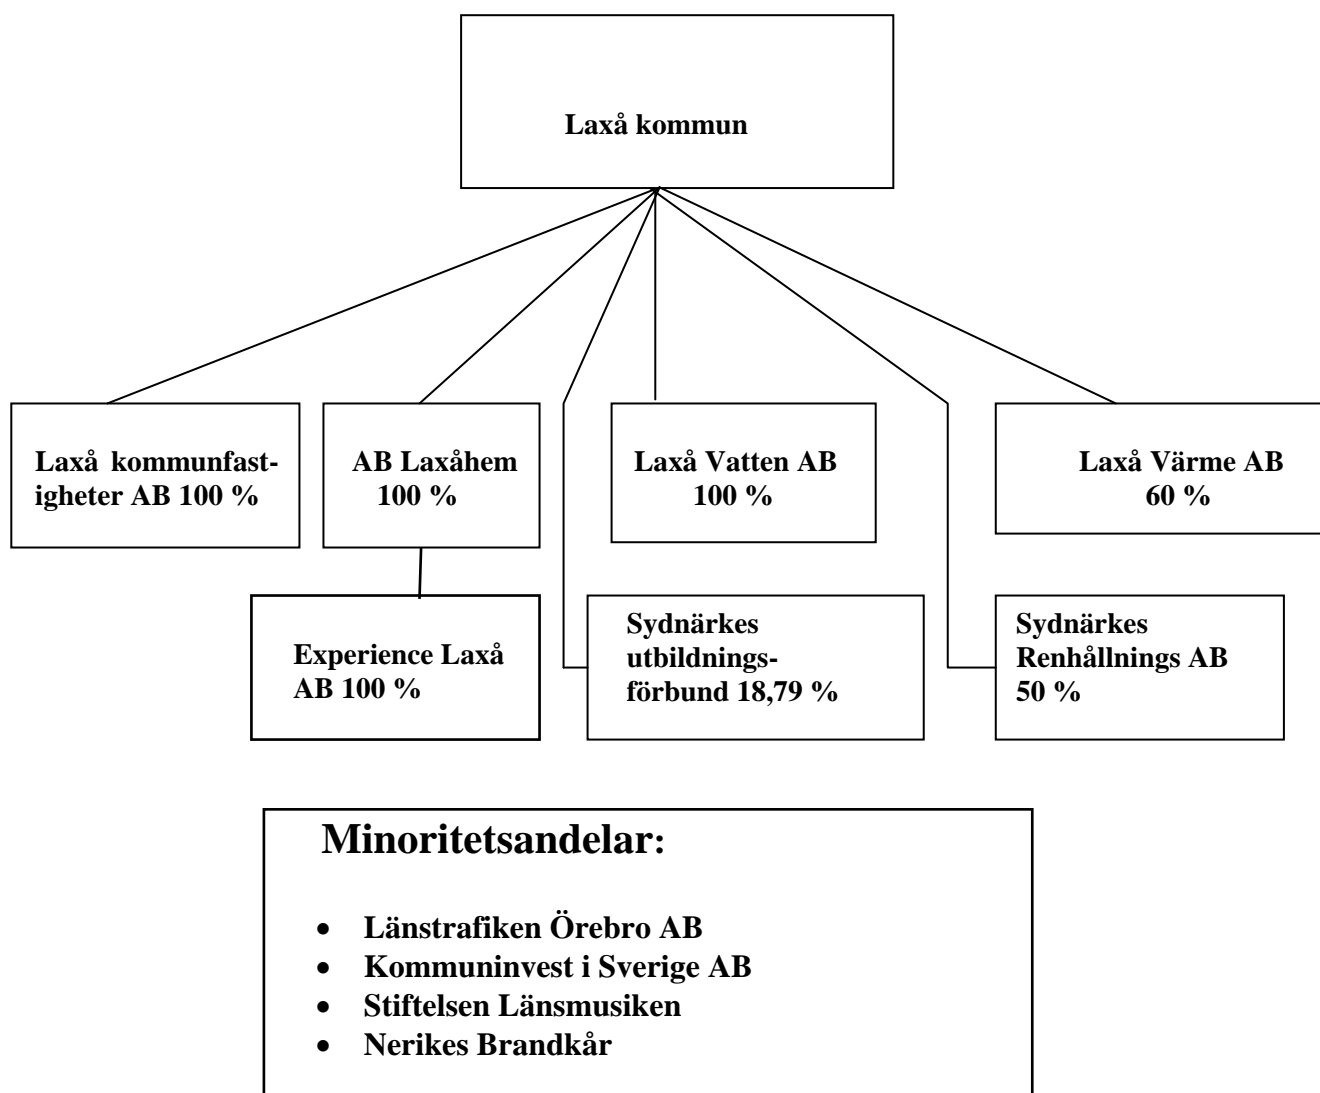 Laxå kommun
Laxå kommunfast-
igheter AB 100 %
AB Laxåhem
100 %
Laxå Vatten AB
100 %
Laxå Värme AB
60 %
Experience Laxå
AB 100 %
Sydnärkes
utbildnings-
förbund 18,79 %
Sydnärkes
Renhållnings AB
50 %
Minoritetsandelar:
• Länstrafiken Örebro AB
• Kommuninvest i Sverige AB
• Stiftelsen Länsmusiken
• Nerikes Brandkår